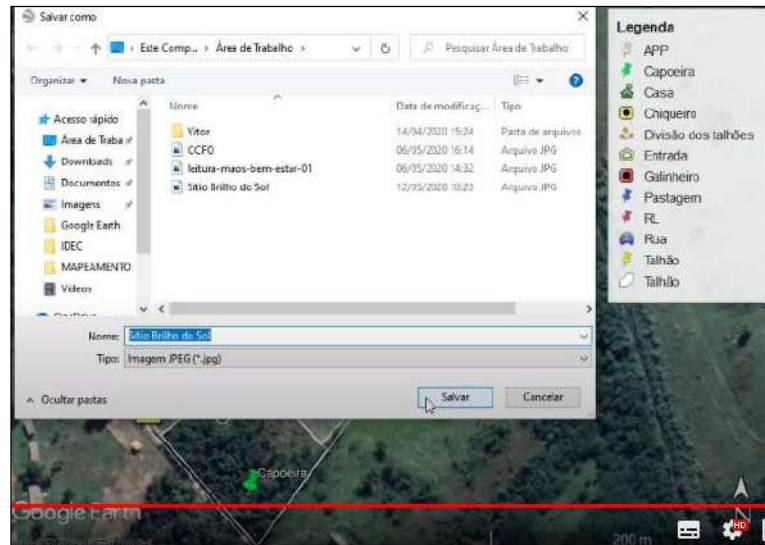 Salvar como
Este Comp... › Área de Trabalho ›
Pesquisar Área de Trabalho
Organizar
Nova pasta
Nome
Data de modificaç...
Tipo
Acesso rápido
Área de Traba
Downloads
Documentos
Imagens
Google Earth
IDEC
MAPEAMENTO
Vídeos
OneDrive
Vitor
14/04/2020 15:24
Pasta de arquivos
CCFO
06/05/2020 16:14
Arquivo JPG
leitura-maos-bem-estar-01
06/05/2020 14:32
Arquivo JPG
Sítio Brilho do Sol
12/05/2020 10:23
Arquivo JPG
Nome: Sítio Brilho do Sol
Tipo: Imagem JPEG (*.jpg)
Ocultar pastas
Salvar
Cancelar
Legenda
APP
Capoeira
Casa
Chiqueiro
Divisão dos talhões
Entrada
Galinheiro
Pastagem
RL
Rua
Talhão
Talhão
Capoeira
Google Earth
N
200 m
HD